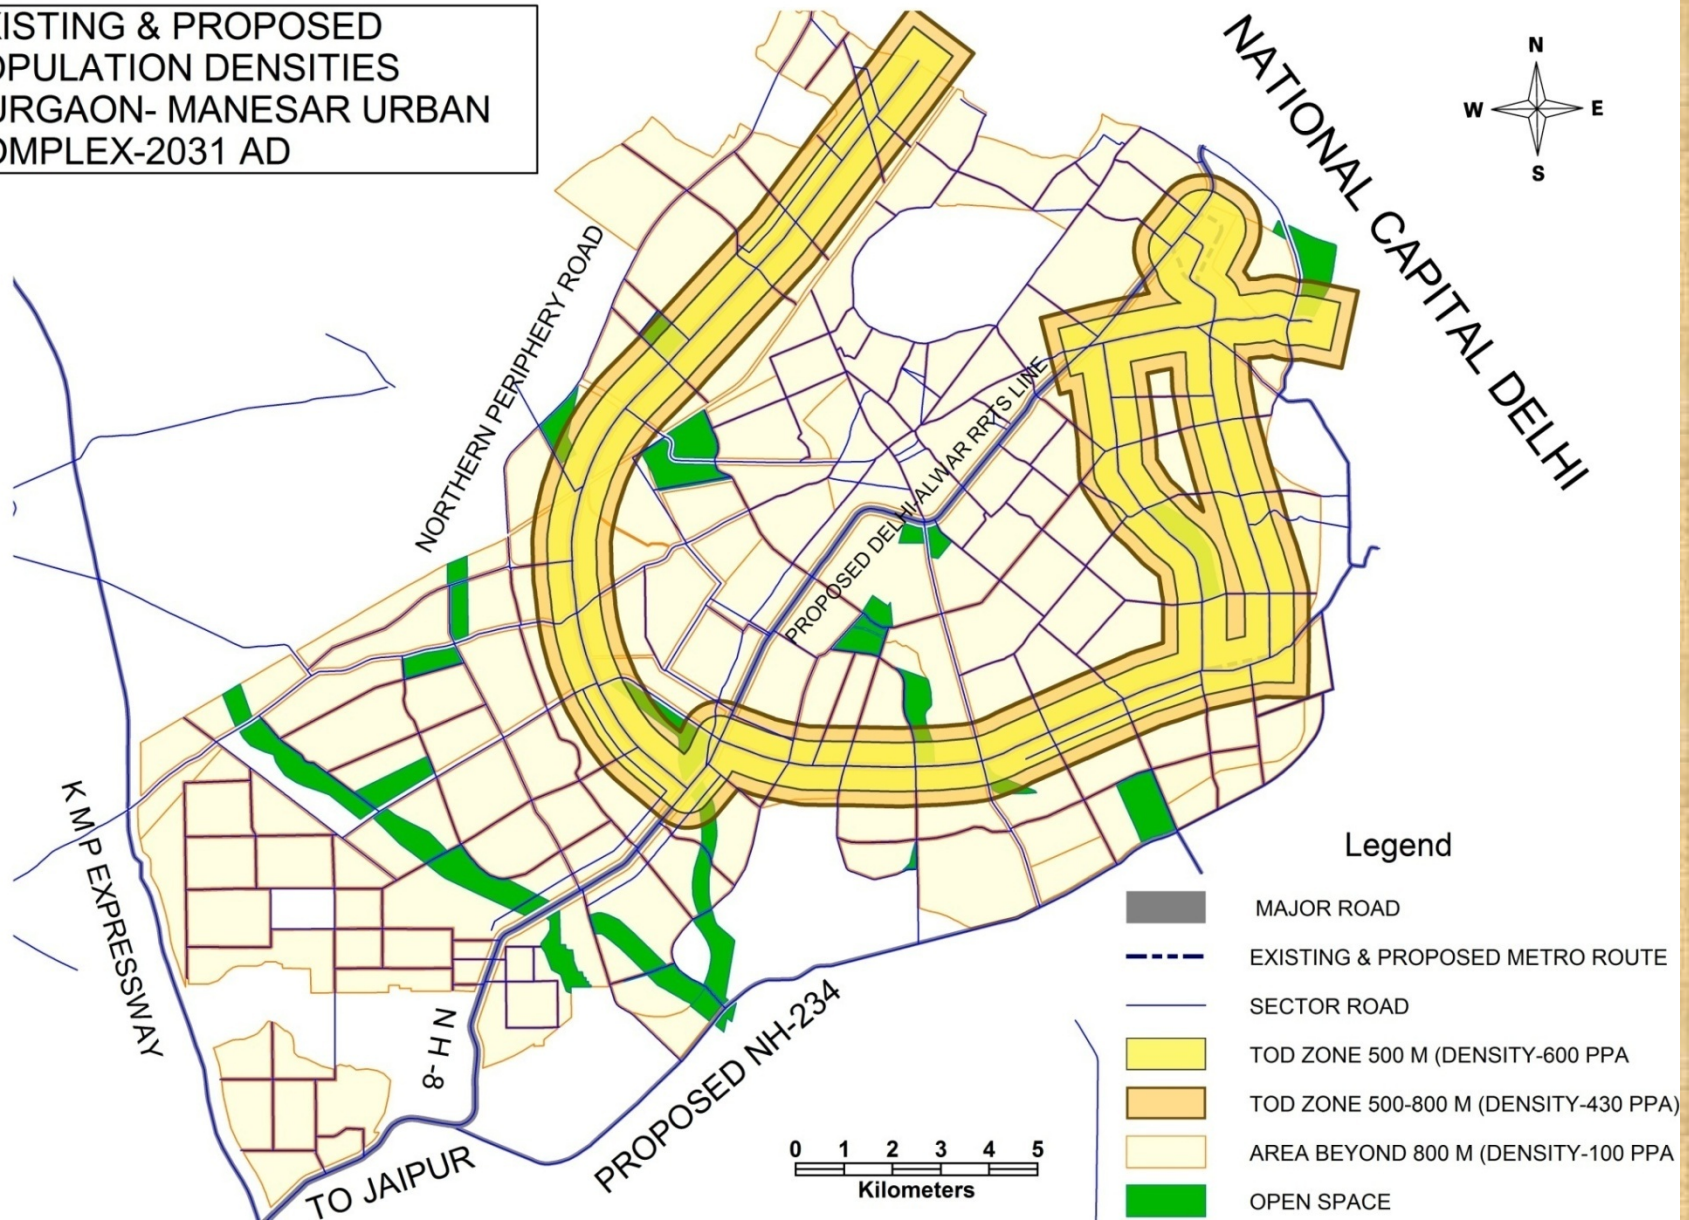 ISTING & PROPOSED
OPULATION DENSITIES
URGAON- MANESAR URBAN
OMPLEX-2031 AD
NATIONAL CAPITAL DELHI
N
W E
S
NORTHERN PERIPHERY ROAD
PROPOSED DELHI-ALWAR RRTS LINE
K M P EXPRESSWAY
N H-8
PROPOSED NH-234
TO JAIPUR
0 1 2 3 4 5
Kilometers
Legend
MAJOR ROAD
EXISTING & PROPOSED METRO ROUTE
SECTOR ROAD
TOD ZONE 500 M (DENSITY-600 PPA
TOD ZONE 500-800 M (DENSITY-430 PPA)
AREA BEYOND 800 M (DENSITY-100 PPA
OPEN SPACE